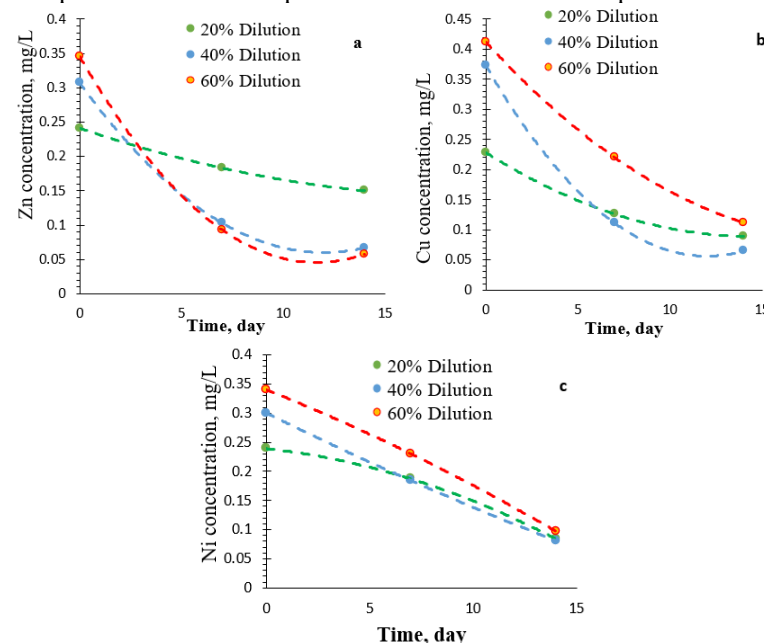 0.4
0.35
0.3
0.25
0.2
0.15
0.1
0.05
0
0
5
10
15
Zn concentration, mg/L
Time, day
20% Dilution
40% Dilution
60% Dilution
a
0.45
0.4
0.35
0.3
0.25
0.2
0.15
0.1
0.05
0
0
5
10
15
Cu concentration, mg/L
Time, day
20% Dilution
40% Dilution
60% Dilution
b
0.4
0.35
0.3
0.25
0.2
0.15
0.1
0.05
0
0
5
10
15
Ni concentration, mg/L
Time, day
20% Dilution
40% Dilution
60% Dilution
c